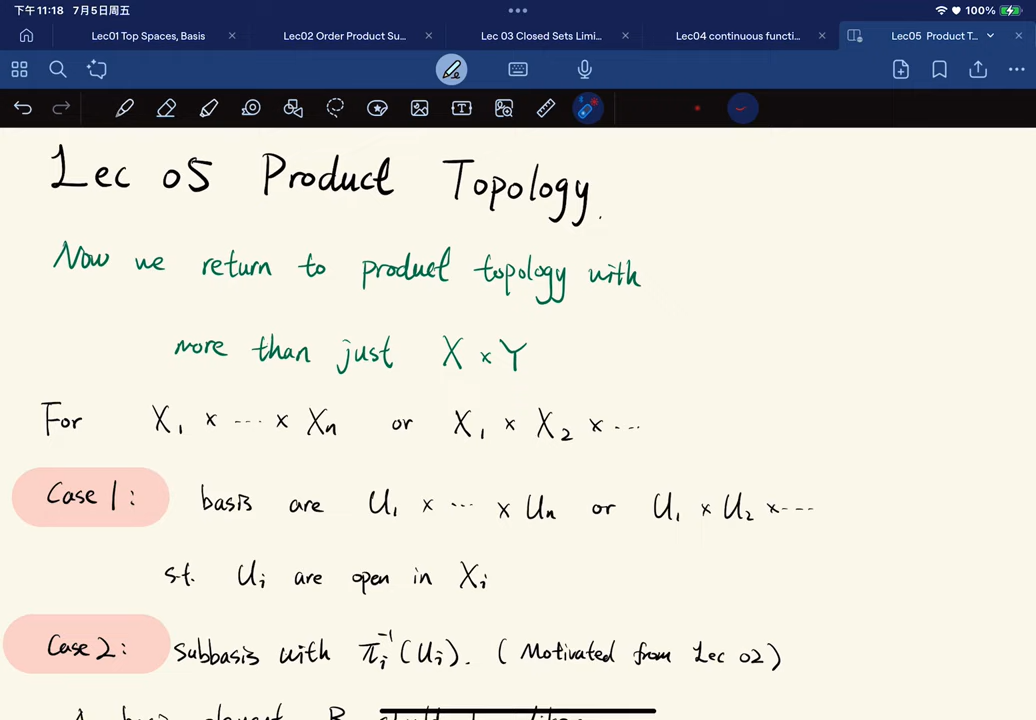 下午11:18 7月5日周五
100%
Lec01 Top Spaces, Basis
Lec02 Order Product Su...
Lec 03 Closed Sets Limi...
Lec04 continuous functi...
Lec05 Product T...
Lec 05 Product Topology.
Now we return to product topology with
more than just X × Y
For X₁ × ... × Xn or X₁ × X₂ × ...
Case 1: basis are U₁ × ... × Un or U₁ × U₂ × ...
s.t. Ui are open in Xi
Case 2: subbasis with πi⁻¹(Ui). (Motivated from Lec 02)